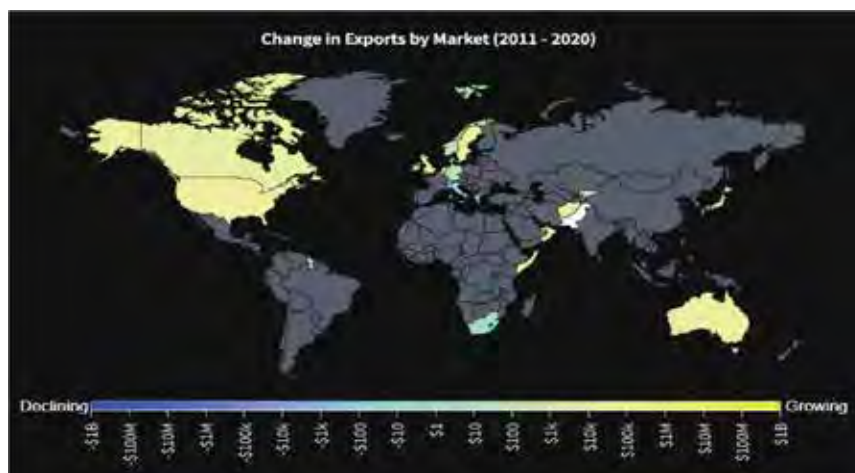 Change in Exports by Market (2011 - 2020)
Declining
Growing
-$1B
-$100M
-$10M
-$1M
-$100k
-$10k
-$1k
-$100
-$10
$1
$10
$100
$1k
$10k
$100k
$1M
$10M
$100M
$1B